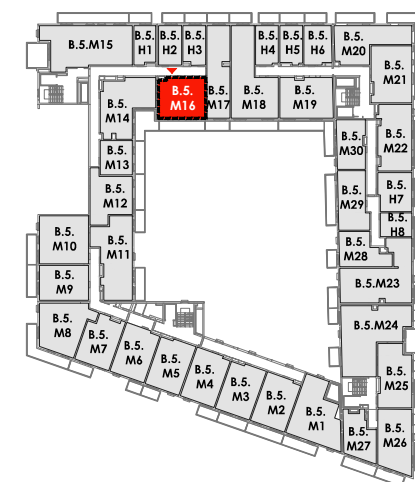 B.5.M15
B.5.
H1
B.5.
H2
B.5.
H3
B.5.
H4
B.5.
H5
B.5.
H6
B.5.
M20
B.5.
M21
B.5.
M14
B.5.
M16
B.5.
M17
B.5.
M18
B.5.
M19
B.5.
M22
B.5.
M30
B.5.
M13
B.5.
M12
B.5.
M29
B.5.
H7
B.5.
H8
B.5.
M10
B.5.
M11
B.5.
M28
B.5.
M9
B.5.M23
B.5.
M8
B.5.
M7
B.5.
M6
B.5.
M5
B.5.
M4
B.5.
M3
B.5.
M2
B.5.
M1
B.5.M24
B.5.
M25
B.5.
M27
B.5.
M26